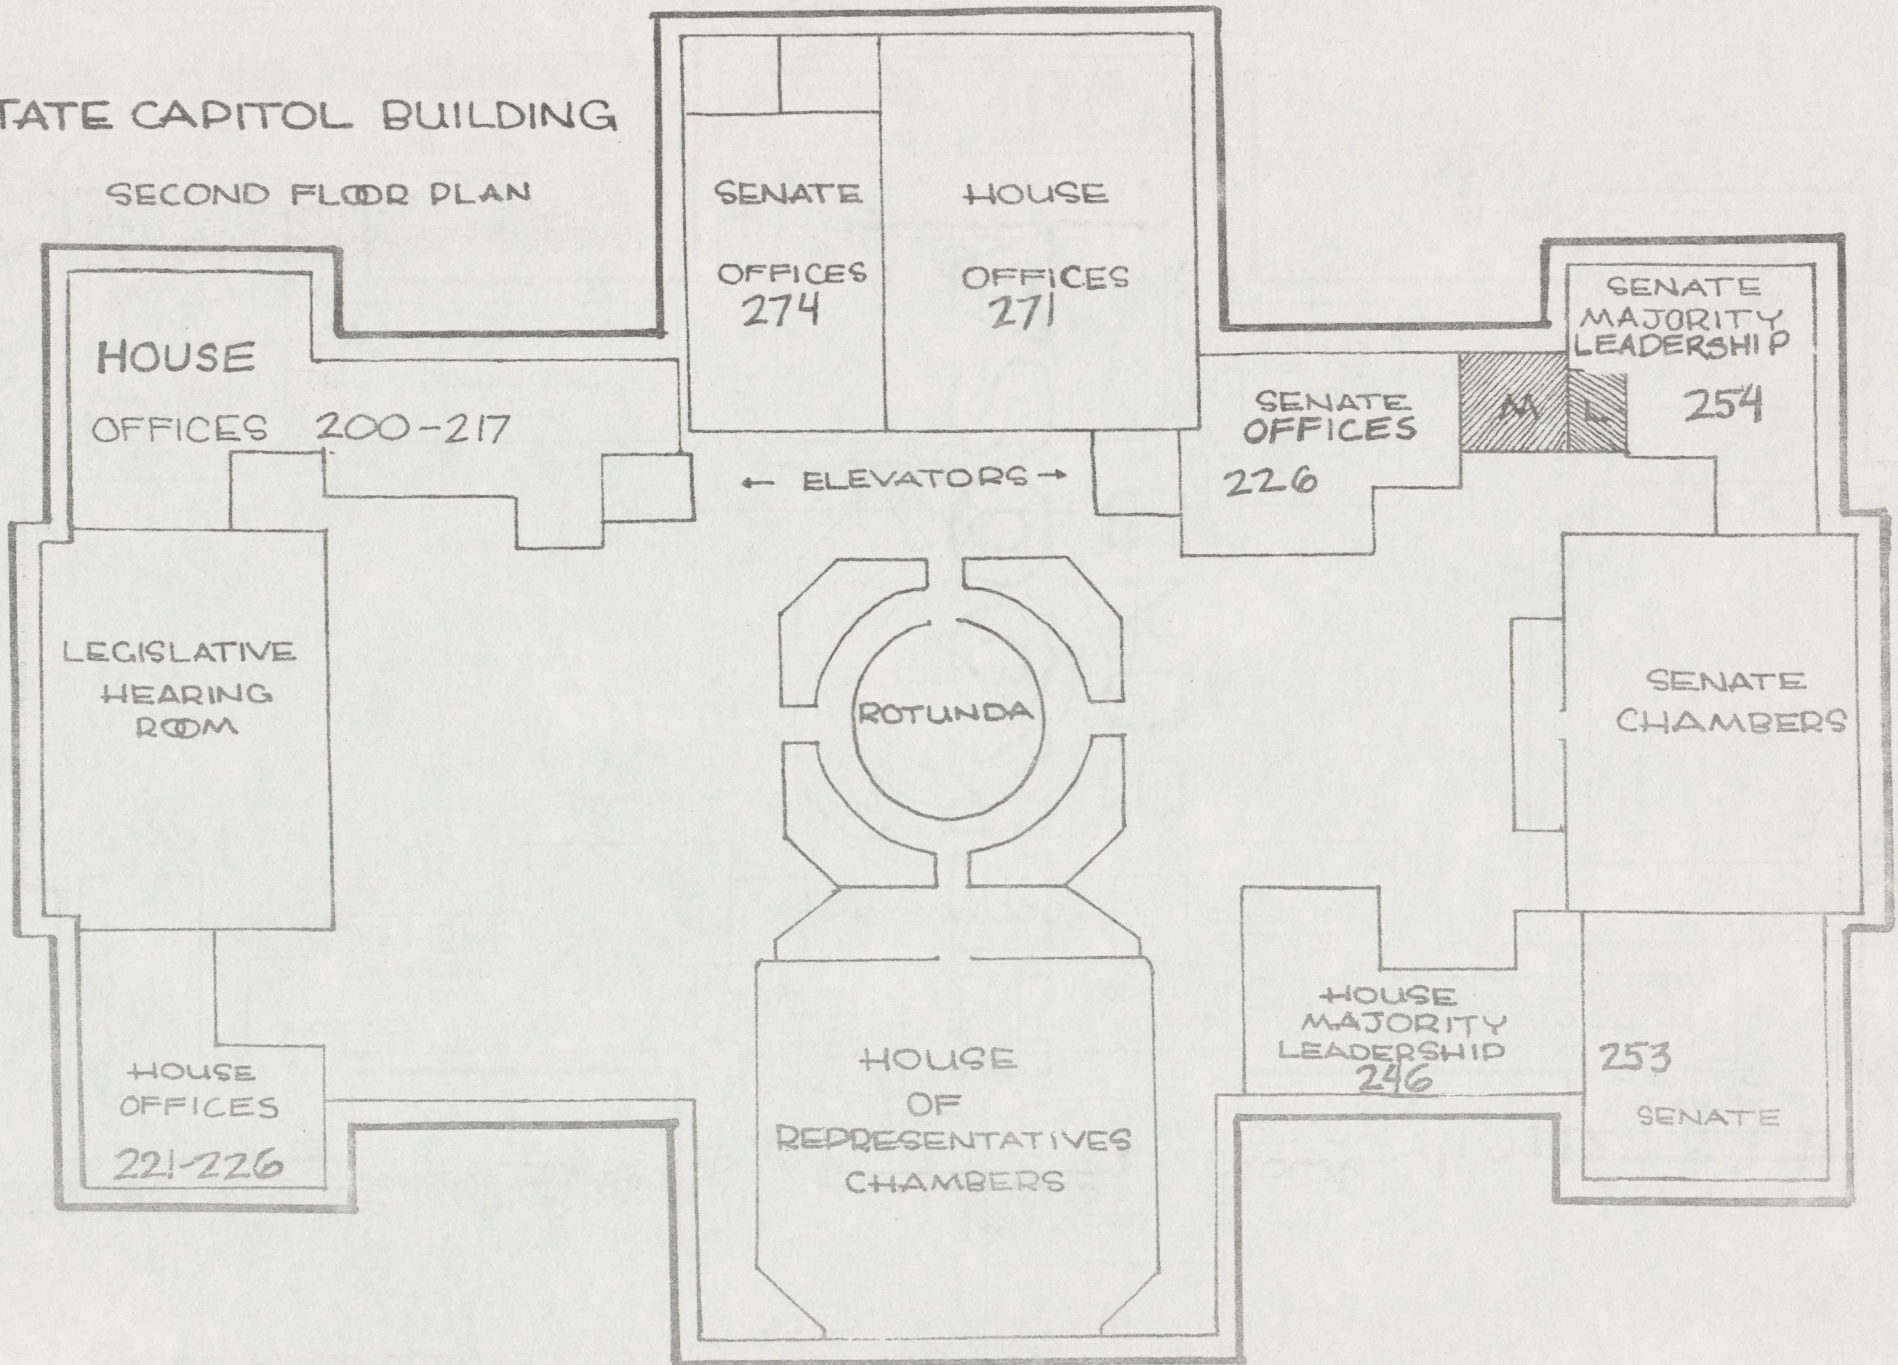 TATE CAPITOL BUILDING
SECOND FLOOR PLAN
SENATE
OFFICES
274
HOUSE
OFFICES
271
HOUSE
OFFICES 200-217
SENATE
MAJORITY
LEADERSHIP
254
SENATE
OFFICES
226
M
L
← ELEVATORS →
LEGISLATIVE
HEARING
ROOM
ROTUNDA
SENATE
CHAMBERS
HOUSE
MAJORITY
LEADERSHIP
246
253
SENATE
HOUSE
OFFICES
221-226
HOUSE
OF
REPRESENTATIVES
CHAMBERS